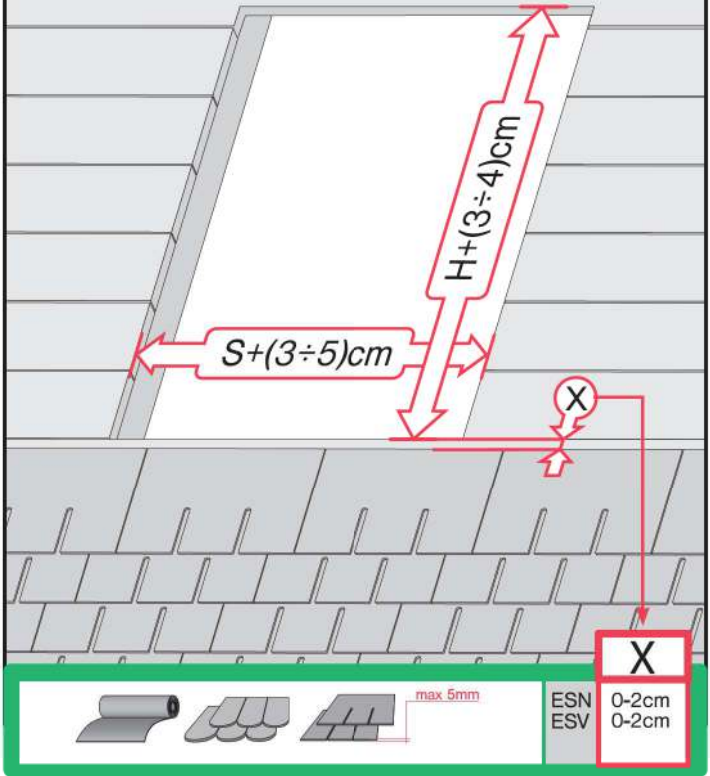 H+(3÷4)cm
S+(3÷5)cm
X
X
max 5mm
ESN 0-2cm
ESV 0-2cm